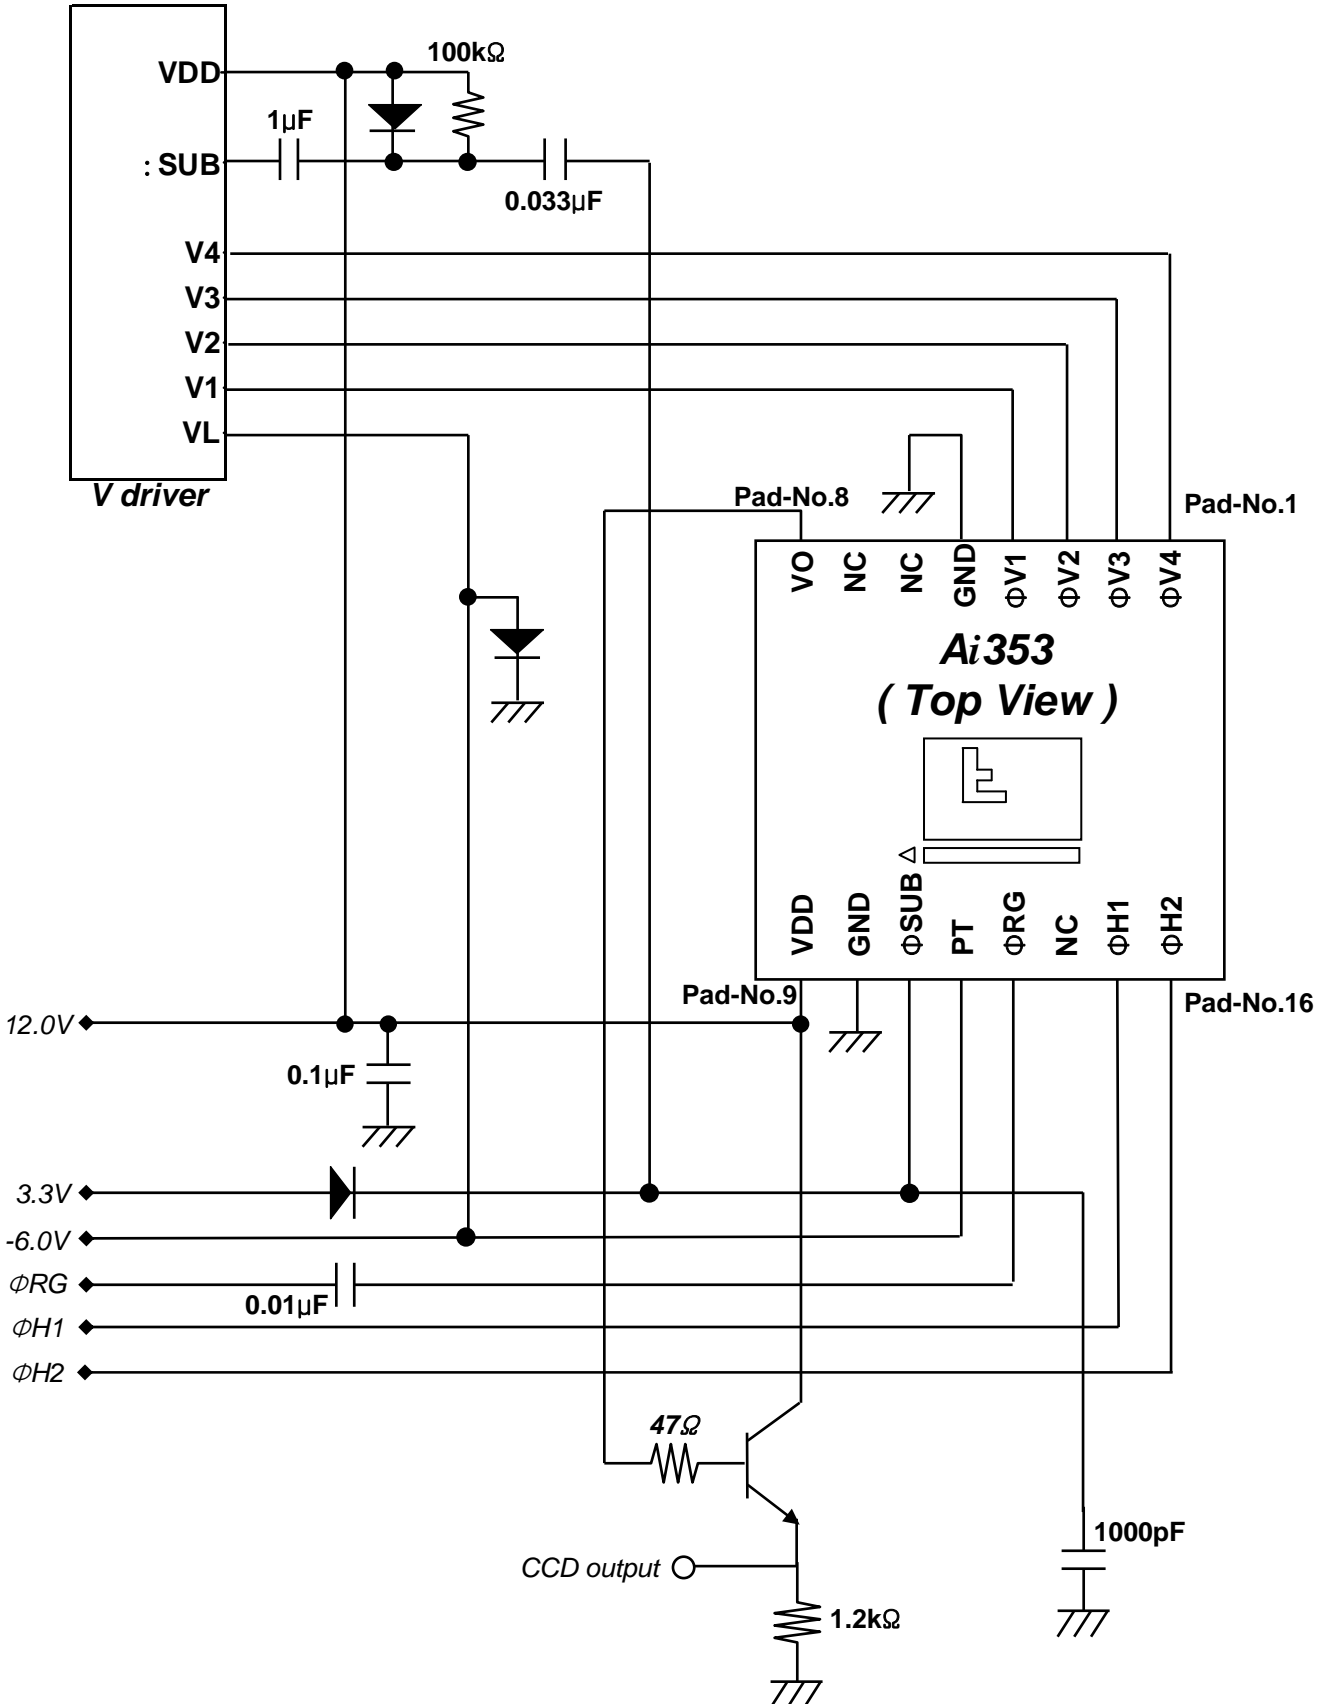 VDD
100kΩ
1µF
: SUB
0.033µF
V4
V3
V2
V1
VL
V driver
Pad-No.8
Pad-No.1
VO
NC
NC
GND
ΦV1
ΦV2
ΦV3
ΦV4
Ai353
( Top View )
VDD
GND
ΦSUB
PT
ΦRG
NC
ΦH1
ΦH2
Pad-No.9
Pad-No.16
12.0V
0.1µF
3.3V
-6.0V
ΦRG
0.01µF
ΦH1
ΦH2
47Ω
1000pF
CCD output
1.2kΩ